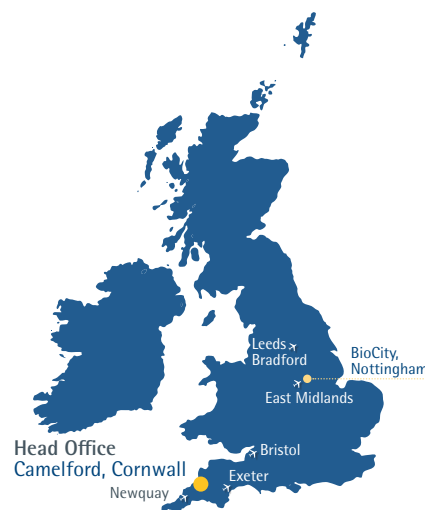 Leeds
Bradford
BioCity,
Nottingham
East Midlands
Head Office
Camelford, Cornwall
Bristol
Exeter
Newquay